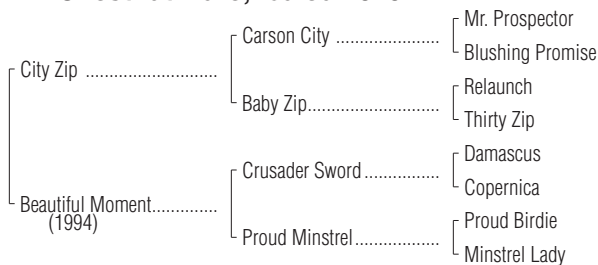 Mr. Prospector
Carson City ....................
Blushing Promise
City Zip .........................
Relaunch
Baby Zip.........................
Thirty Zip
Damascus
Crusader Sword ..............
Copernica
Beautiful Moment............
(1994)
Proud Birdie
Proud Minstrel................
Minstrel Lady